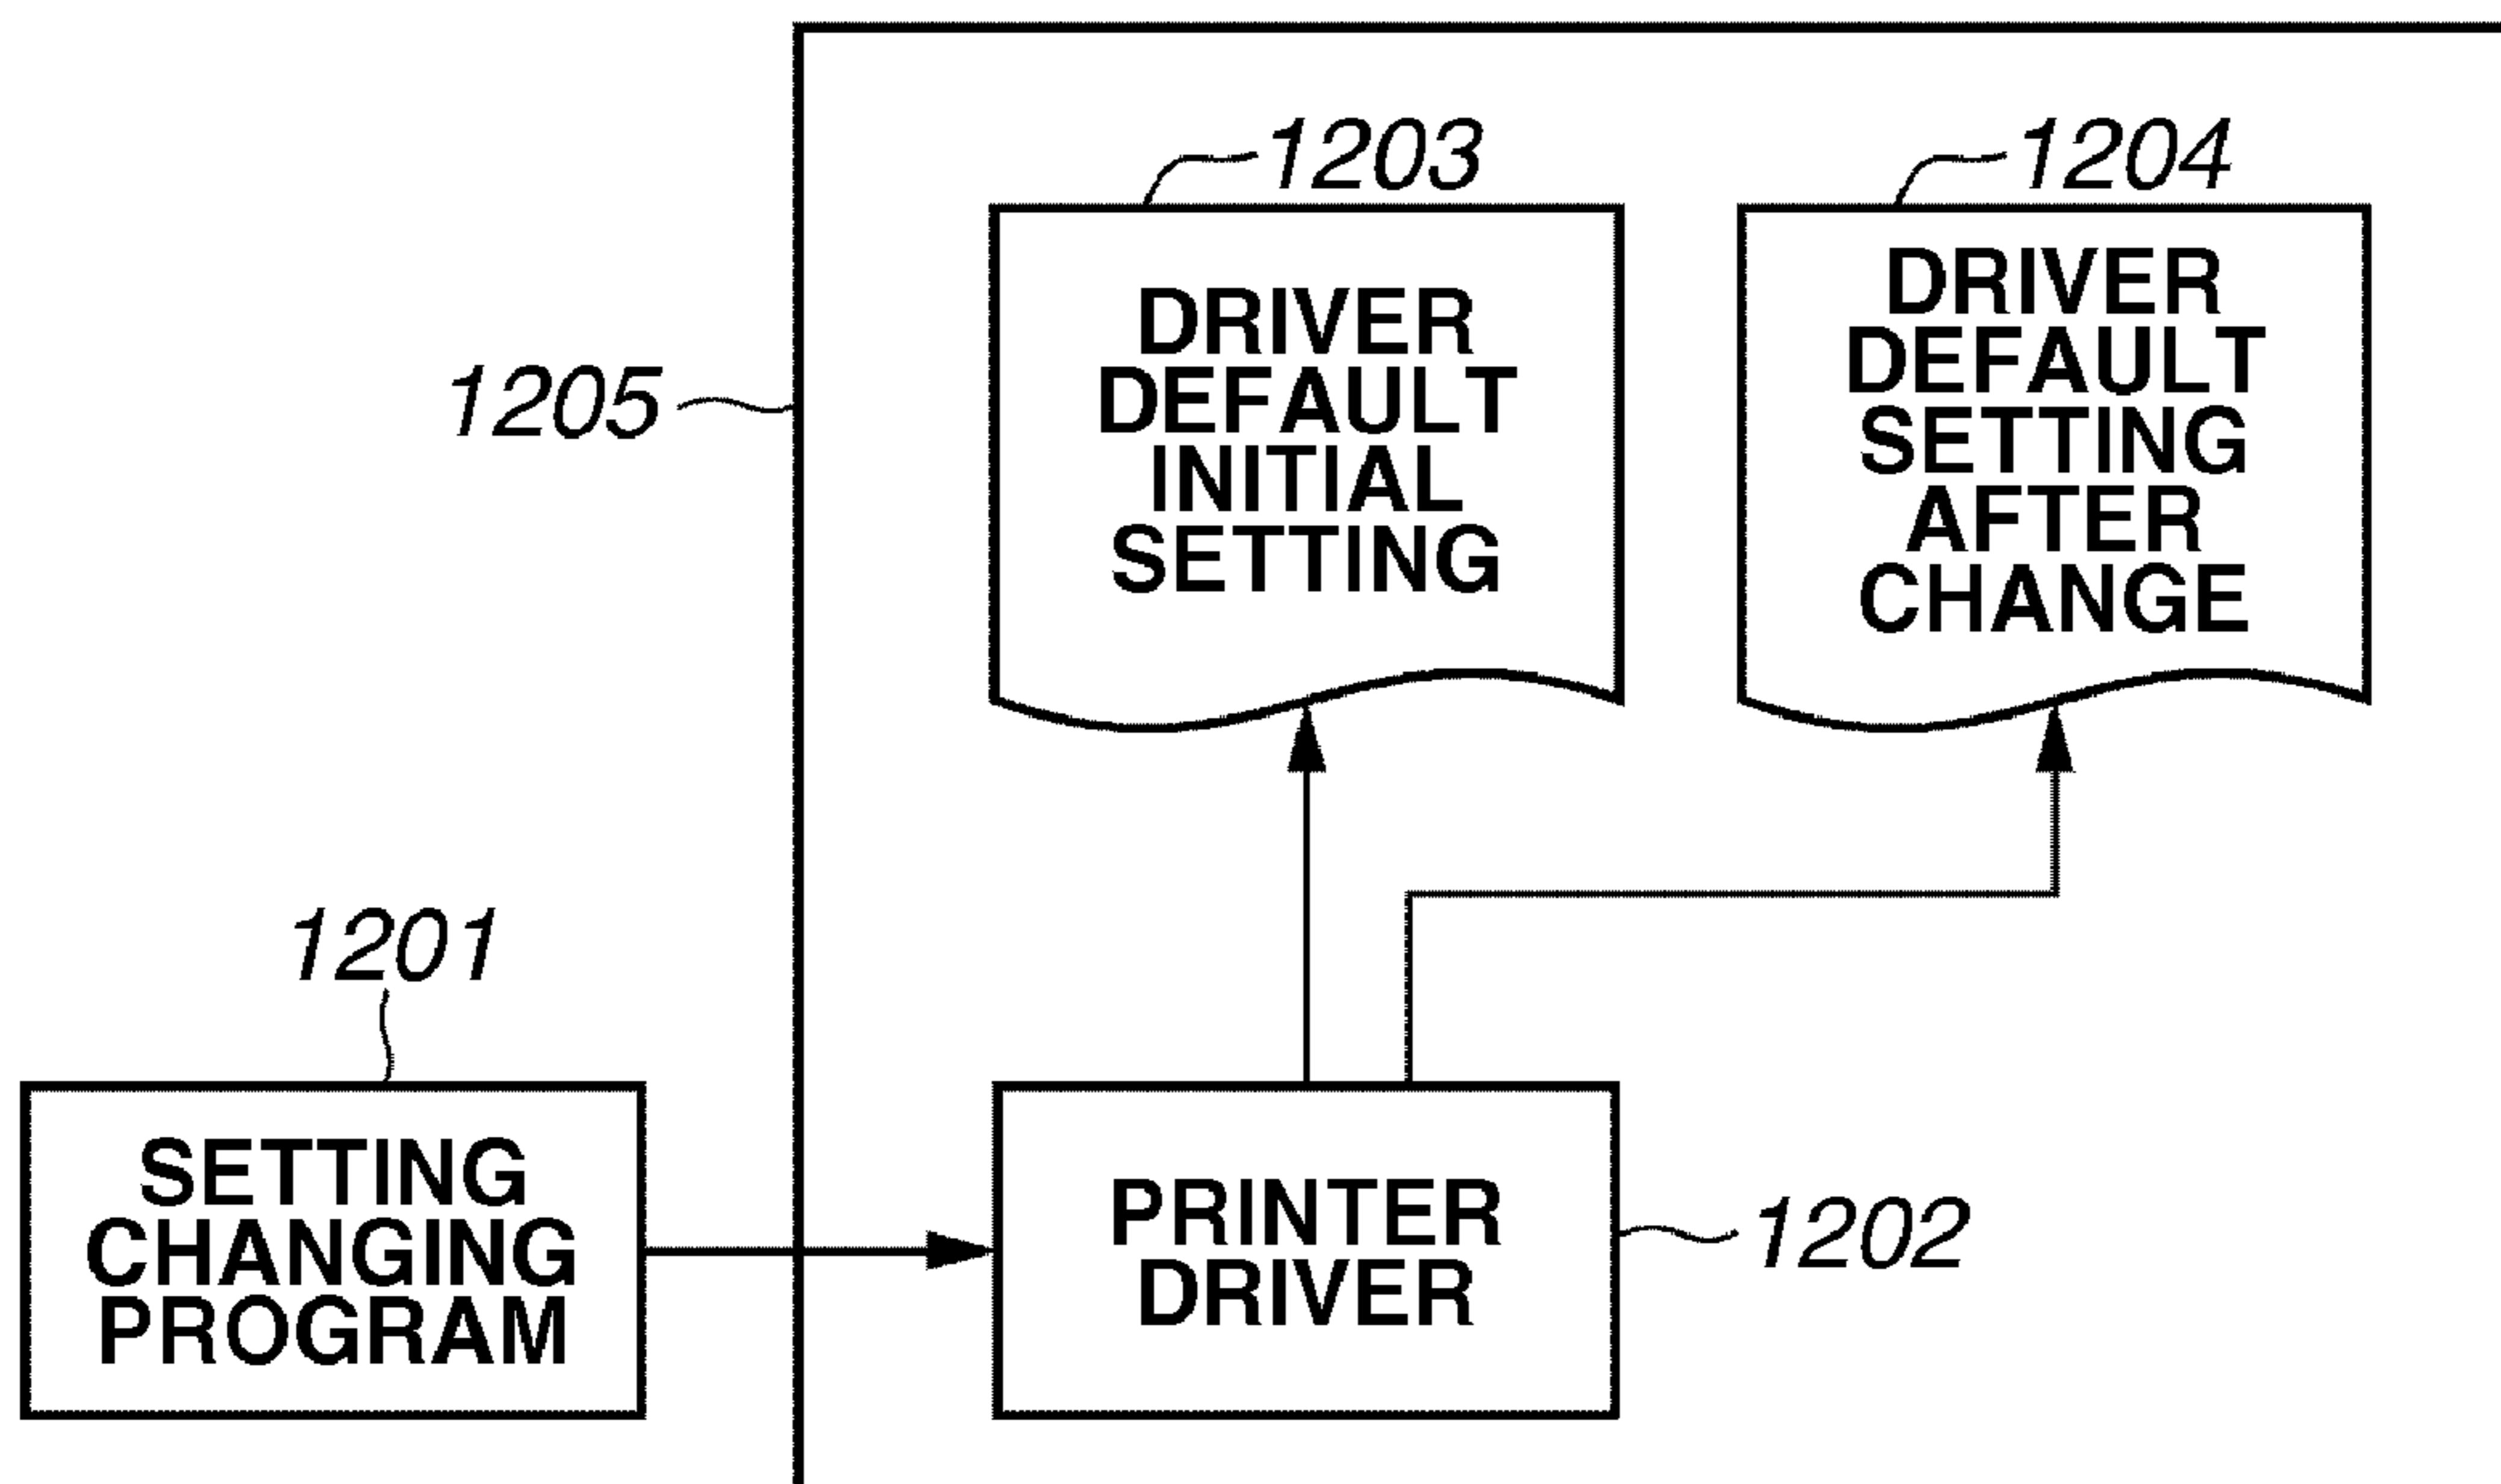 1203
DRIVER
DEFAULT
INITIAL
SETTING
1204
DRIVER
DEFAULT
SETTING
AFTER
CHANGE
1205
1201
SETTING
CHANGING
PROGRAM
PRINTER
DRIVER
1202